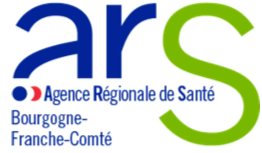 ars
Agence Régionale de Santé
Bourgogne-
Franche-Comté